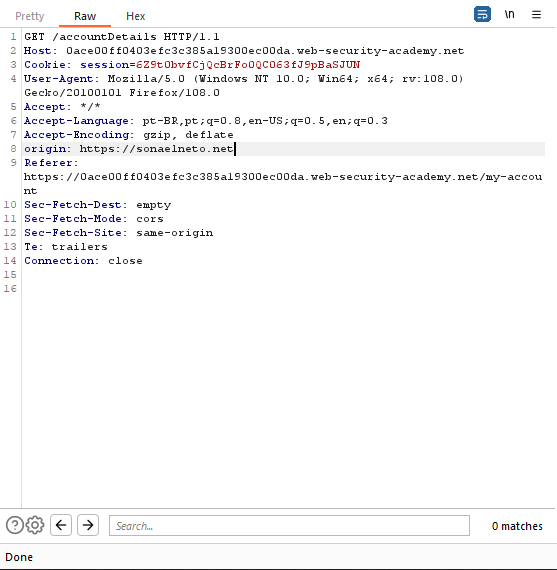 Pretty Raw Hex \n
1 GET /accountDetails HTTP/1.1
2 Host: 0ace00ff0403efc3c385a19300ec00da.web-security-academy.net
3 Cookie: session=6Z9t0bvfCjQcBrFo0QCO63fJ9pBaSJUN
4 User-Agent: Mozilla/5.0 (Windows NT 10.0; Win64; x64; rv:108.0)
Gecko/20100101 Firefox/108.0
5 Accept: */*
6 Accept-Language: pt-BR,pt;q=0.8,en-US;q=0.5,en;q=0.3
7 Accept-Encoding: gzip, deflate
8 origin: https://sonaelneto.net
9 Referer:
https://0ace00ff0403efc3c385a19300ec00da.web-security-academy.net/my-accou
nt
10 Sec-Fetch-Dest: empty
11 Sec-Fetch-Mode: cors
12 Sec-Fetch-Site: same-origin
13 Te: trailers
14 Connection: close
15
16
Search... 0 matches
Done